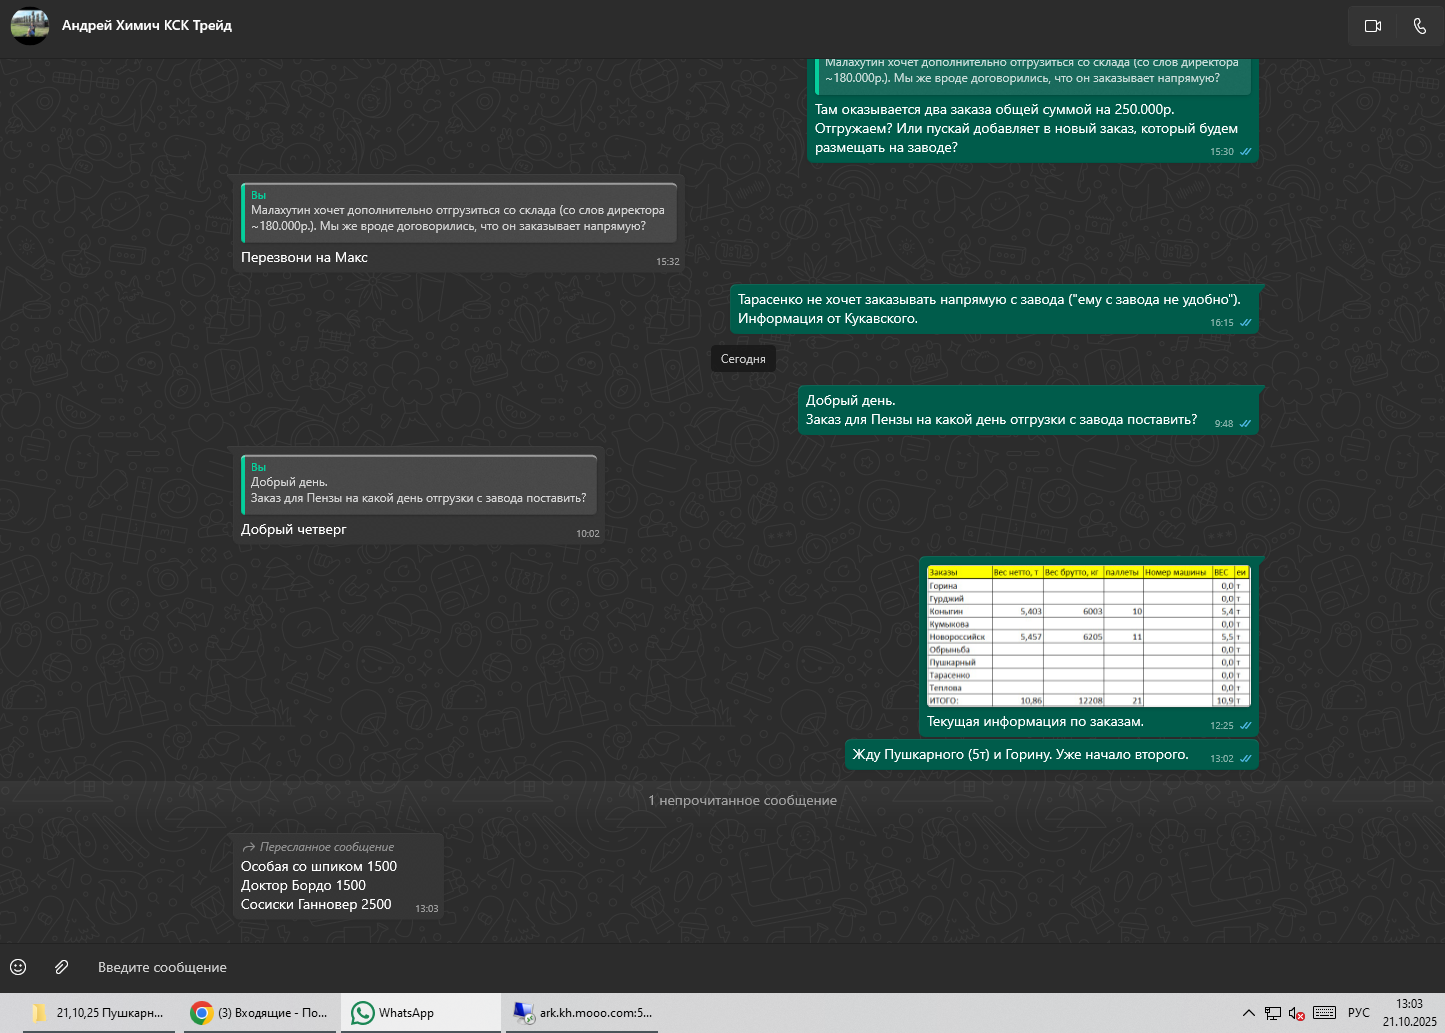 Андрей Химич КСК Трейд
Малахутин хочет дополнительно отгрузиться со склада (со слов директора
~180.000р.). Мы же вроде договорились, что он заказывает напрямую?
Там оказывается два заказа общей суммой на 250.000р.
Отгружаем? Или пускай добавляет в новый заказ, который будем
размещать на заводе?
15:30
Вы
Малахутин хочет дополнительно отгрузиться со склада (со слов директора
~180.000р.). Мы же вроде договорились, что он заказывает напрямую?
Перезвони на Макс
15:32
Тарасенко не хочет заказывать напрямую с завода ("ему с завода не удобно").
Информация от Кукавского.
16:15
Сегодня
Добрый день.
Заказ для Пензы на какой день отгрузки с завода поставить?
9:48
Вы
Добрый день.
Заказ для Пензы на какой день отгрузки с завода поставить?
Добрый четверг
10:02
Заказы Вес нетто, т Вес брутто, кг паллеты Номер машины ВЕС еи
Горина 0,0 т
Гурджий 0,0 т
Коныгин 5,403 6003 10 5,4 т
Кумыкова 0,0 т
Новороссийск 5,457 6205 11 5,5 т
Обрыньба 0,0 т
Пушкарный 0,0 т
Тарасенко 0,0 т
Теплова 0,0 т
ИТОГО: 10,86 12208 21 10,9 т
Текущая информация по заказам.
12:25
Жду Пушкарного (5т) и Горину. Уже начало второго.
13:02
1 непрочитанное сообщение
Пересланное сообщение
Особая со шпиком 1500
Доктор Бордо 1500
Сосиски Ганновер 2500
13:03
Введите сообщение
21,10,25 Пушкарн...
(3) Входящие - По...
WhatsApp
ark.kh.mooo.com:5...
РУС
13:03
21.10.2025